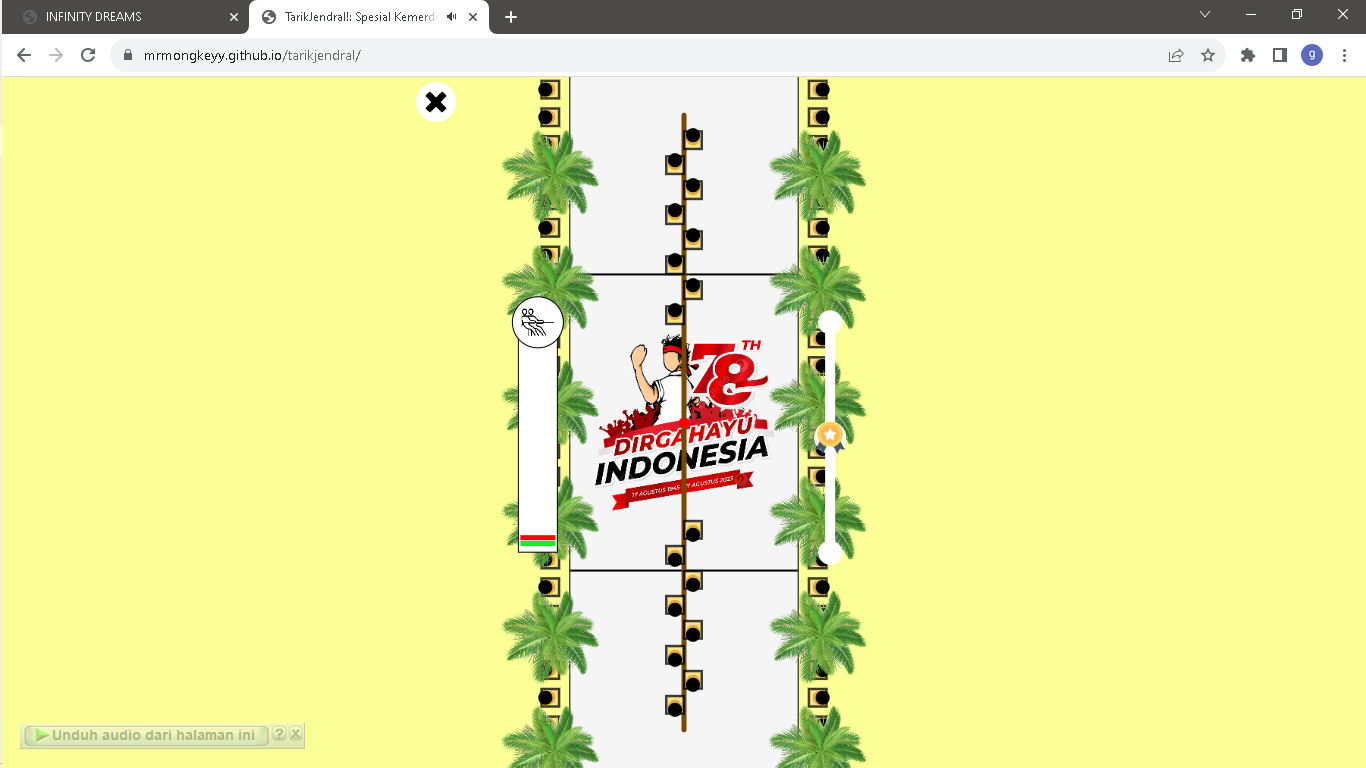 INFINITY DREAMS
TarikJendral!: Spesial Kemerd
mrmongkeyy.github.io/tarikjendral/
g
78TH
DIRGAHAYU
INDONESIA
17 AGUSTUS 1945 - 17 AGUSTUS 2023
Unduh audio dari halaman ini